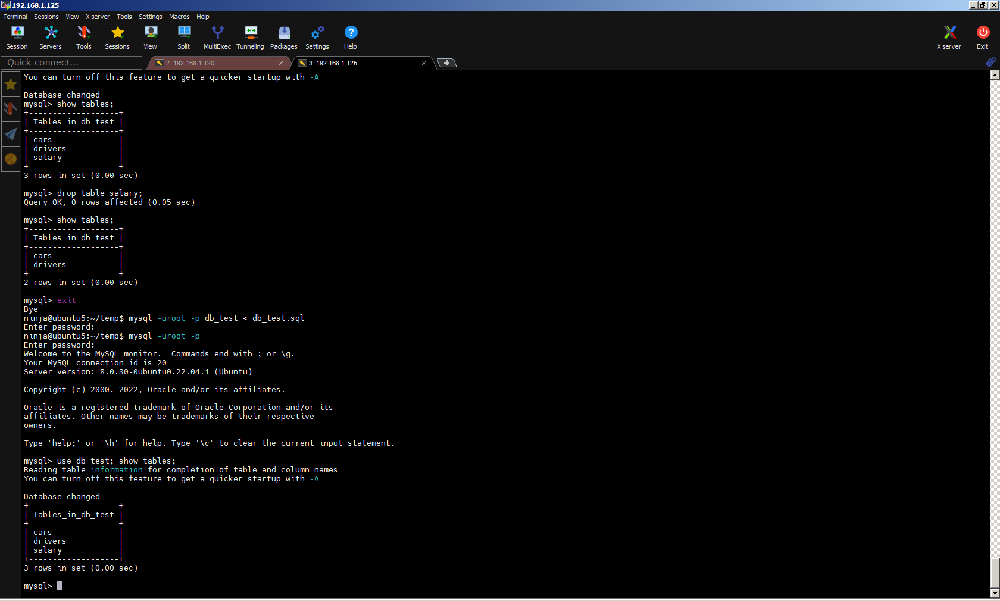 192.168.1.125
Terminal Sessions View X server Tools Settings Macros Help
Session Servers Tools Sessions View Split MultiExec Tunneling Packages Settings Help X server Exit
Quick connect... 2. 192.168.1.120 3. 192.168.1.125
You can turn off this feature to get a quicker startup with -A
Database changed
mysql> show tables;
+-------------------+
| Tables_in_db_test |
+-------------------+
| cars              |
| drivers           |
| salary            |
+-------------------+
3 rows in set (0.00 sec)
mysql> drop table salary;
Query OK, 0 rows affected (0.05 sec)
mysql> show tables;
+-------------------+
| Tables_in_db_test |
+-------------------+
| cars              |
| drivers           |
+-------------------+
2 rows in set (0.00 sec)
mysql> exit
Bye
ninja@ubuntu5:~/temp$ mysql -uroot -p db_test < db_test.sql
Enter password:
ninja@ubuntu5:~/temp$ mysql -uroot -p
Enter password:
Welcome to the MySQL monitor.  Commands end with ; or \g.
Your MySQL connection id is 20
Server version: 8.0.30-0ubuntu0.22.04.1 (Ubuntu)
Copyright (c) 2000, 2022, Oracle and/or its affiliates.
Oracle is a registered trademark of Oracle Corporation and/or its
affiliates. Other names may be trademarks of their respective
owners.
Type 'help;' or '\h' for help. Type '\c' to clear the current input statement.
mysql> use db_test; show tables;
Reading table information for completion of table and column names
You can turn off this feature to get a quicker startup with -A
Database changed
+-------------------+
| Tables_in_db_test |
+-------------------+
| cars              |
| drivers           |
| salary            |
+-------------------+
3 rows in set (0.00 sec)
mysql>